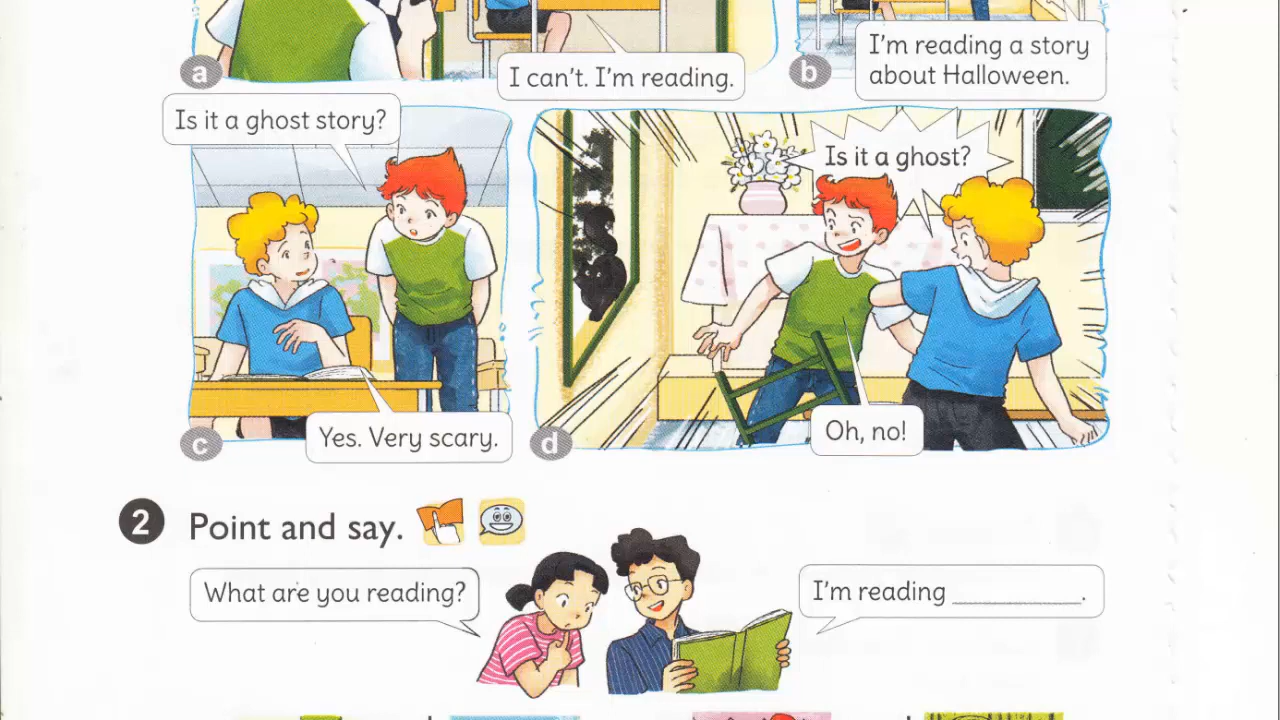 I can't. I'm reading.
a
I'm reading a story
about Halloween.
b
Is it a ghost story?
Yes. Very scary.
c
Is it a ghost?
Oh, no!
d
2 Point and say.
What are you reading?
I'm reading __________.